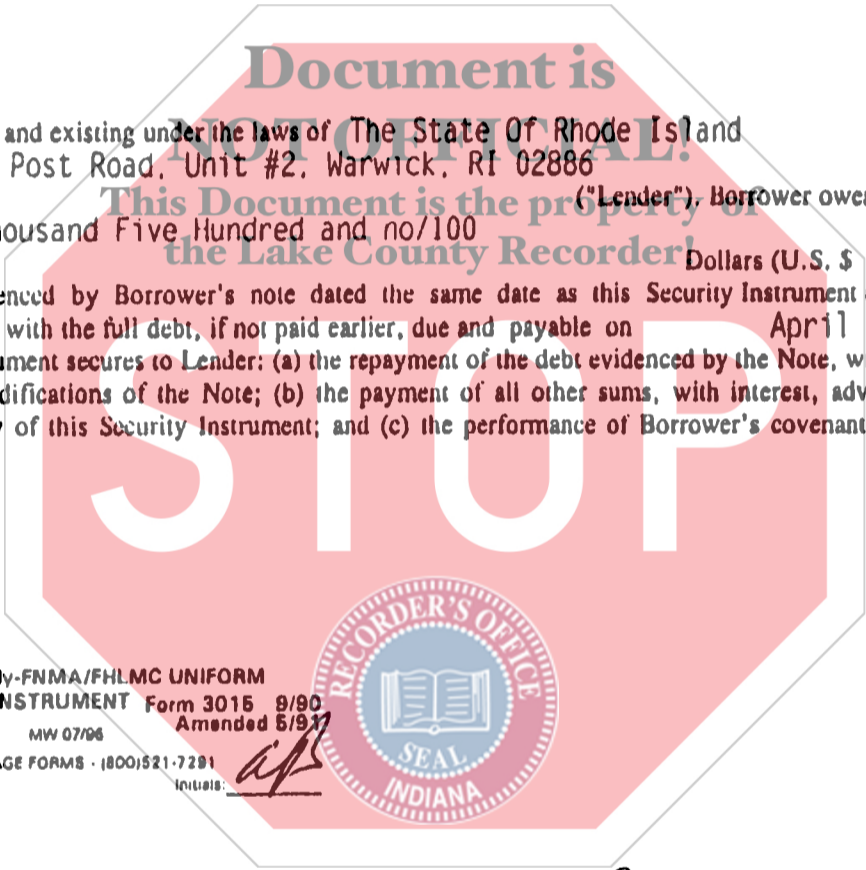 Document is
NOT OFFICIAL!
This Document is the property of
the Lake County Recorder!
and existing under the laws of The State Of Rhode Island
Post Road, Unit #2, Warwick, RI 02886
("Lender"). Borrower owe
ousand Five Hundred and no/100
Dollars (U.S. $
enced by Borrower's note dated the same date as this Security Instrument
with the full debt, if not paid earlier, due and payable on April
ment secures to Lender: (a) the repayment of the debt evidenced by the Note, w
difications of the Note; (b) the payment of all other sums, with interest, adv
of this Security Instrument; and (c) the performance of Borrower's covenant
STOP
y-FNMA/FHLMC UNIFORM
NSTRUMENT Form 3015 9/90
Amended 5/91
MW 07/96
GE FORMS - (800)521-7291
Initials:
RECORDER'S OFFICE
SEAL
INDIANA